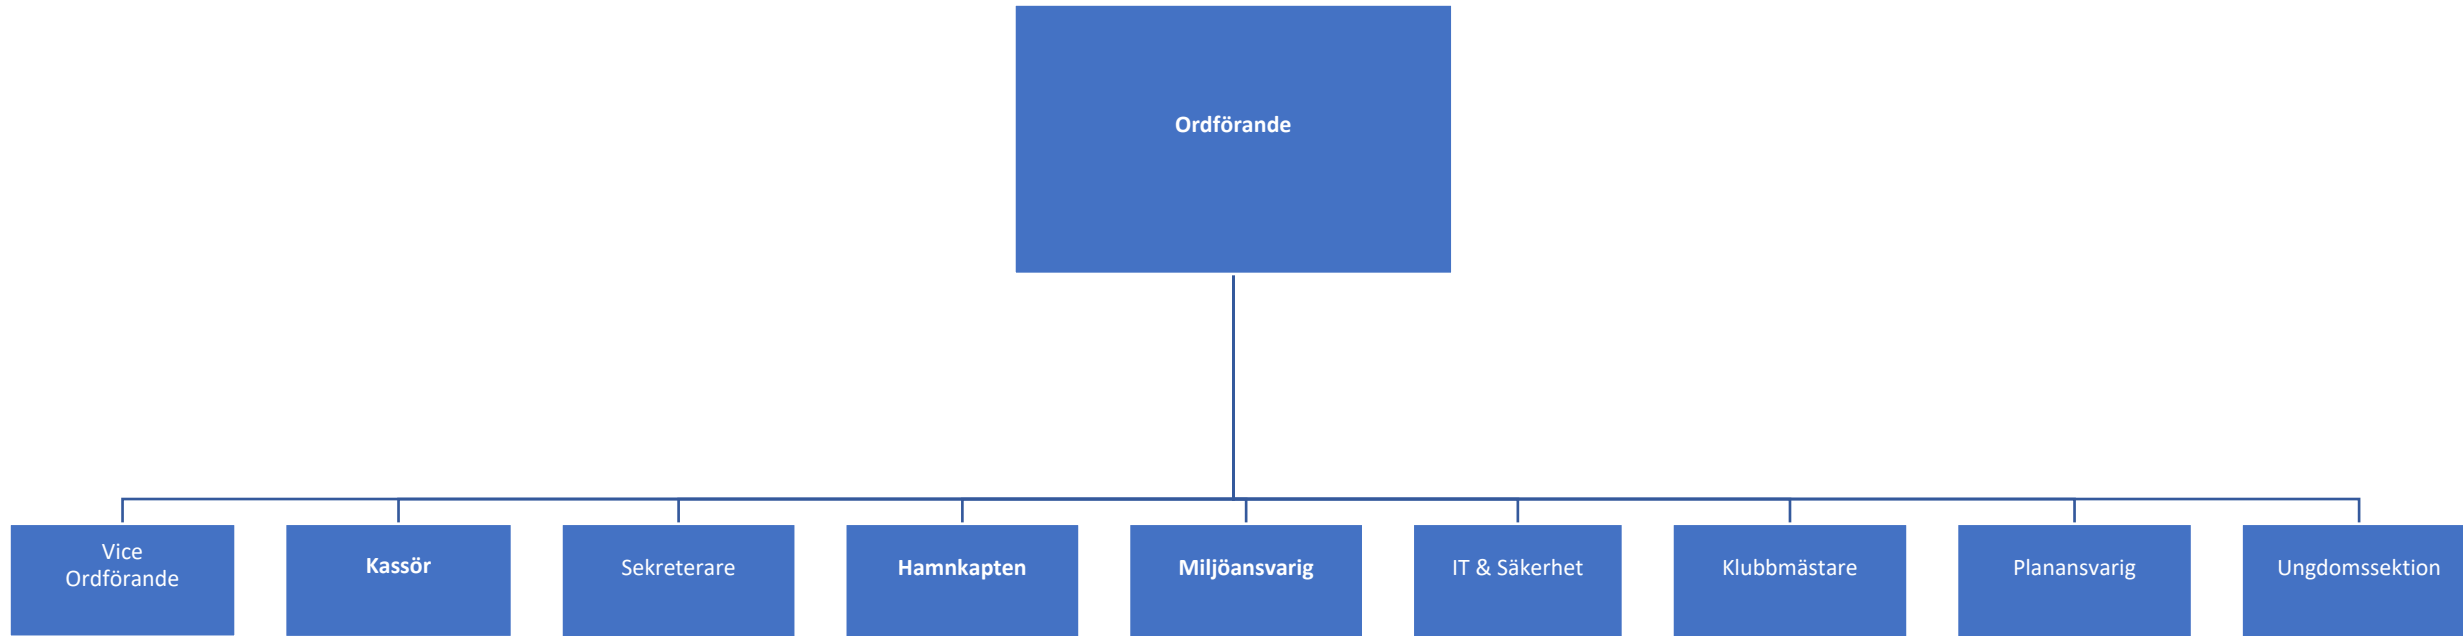 Ordförande
Vice
Ordförande
Kassör
Sekreterare
Hamnkapten
Miljöansvarig
IT & Säkerhet
Klubbmästare
Planansvarig
Ungdomssektion